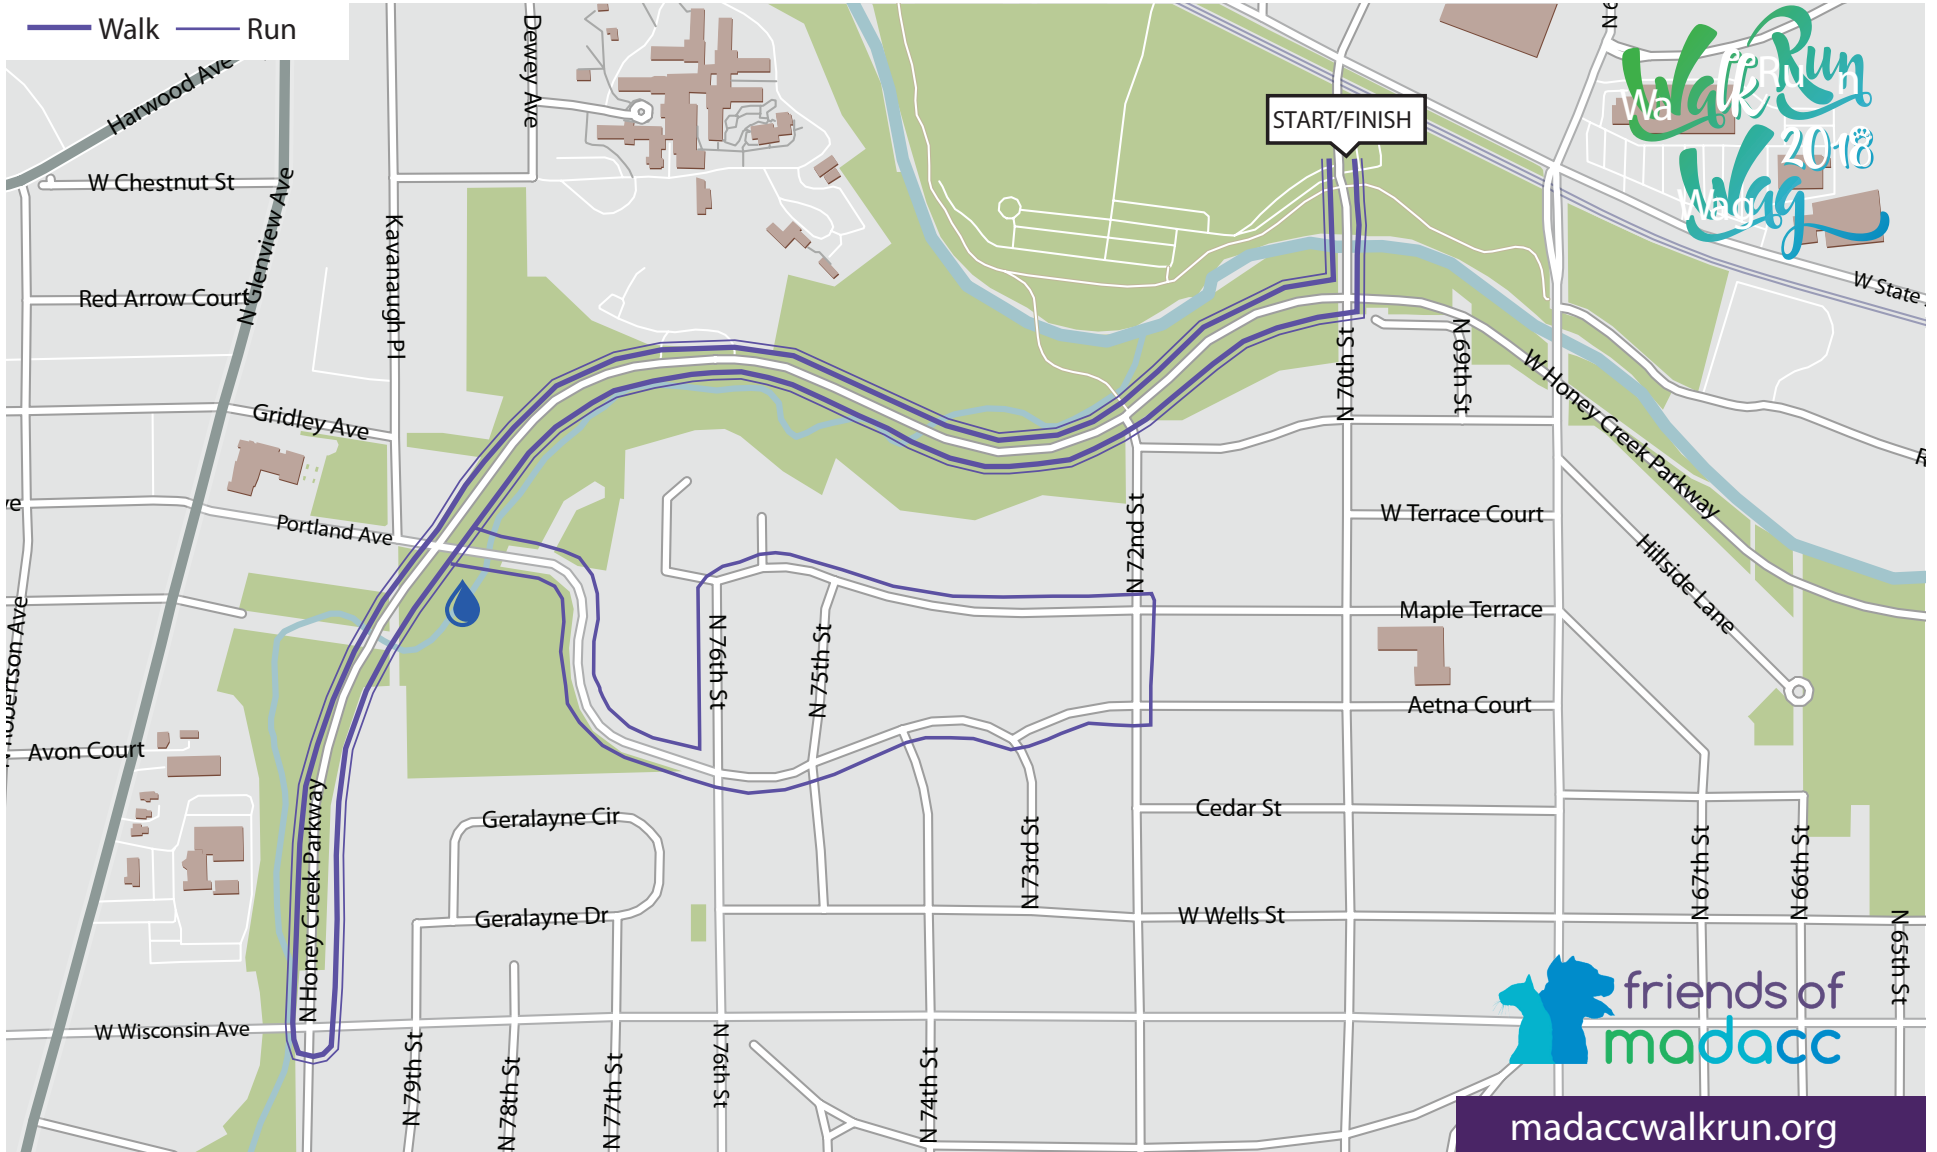 Walk
Run
Harwood Ave
Dewey Ave
W Chestnut St
N Glenview Ave
Kavanaugh Pl
Red Arrow Court
START/FINISH
Walk
Run
2018
Wag
W State
N 70th St
N 69th St
W Honey Creek Parkway
Gridley Ave
Portland Ave
N 72nd St
W Terrace Court
Hillside Lane
Maple Terrace
N 76th St
N 75th St
Aetna Court
N Robertson Ave
Avon Court
N Honey Creek Parkway
Geralayne Cir
Cedar St
N 73rd St
N 67th St
N 66th St
Geralayne Dr
W Wells St
N 65th St
W Wisconsin Ave
N 79th St
N 78th St
N 77th St
N 76th St
N 74th St
friends of
madacc
madaccwalkrun.org